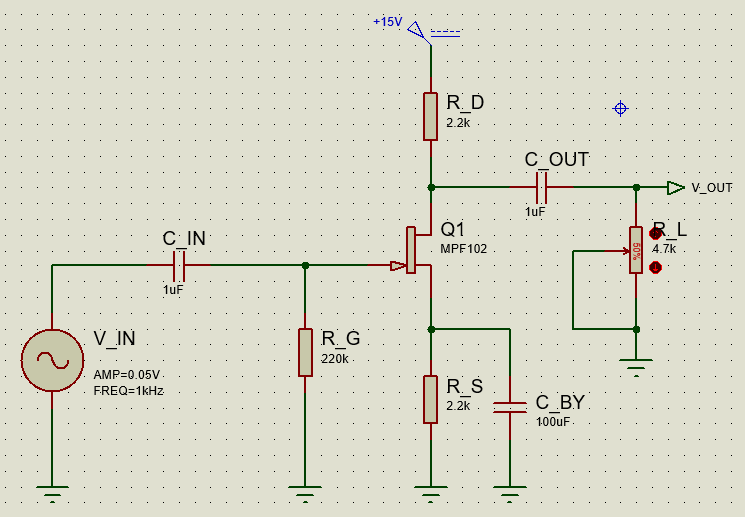 +15V
R_D
2.2k
C_OUT
1uF
V_OUT
Q1
MPF102
R_L
4.7k
50%
C_IN
1uF
V_IN
AMP=0.05V
FREQ=1kHz
R_G
220k
R_S
2.2k
C_BY
100uF